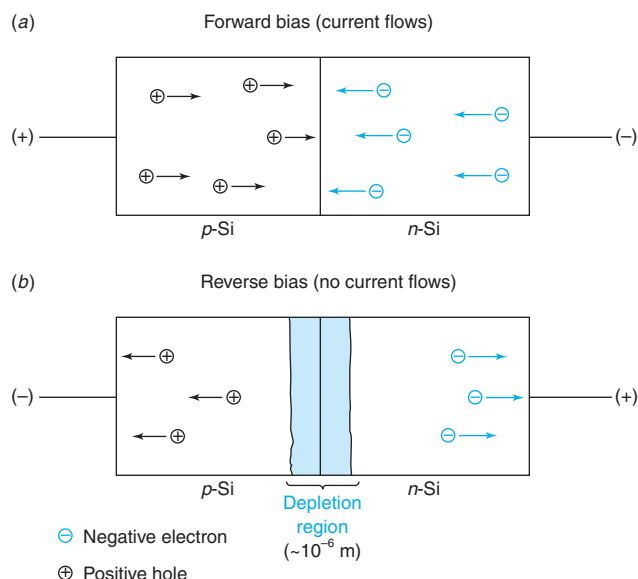 (a) Forward bias (current flows)
(+) (–)
p-Si n-Si
(b) Reverse bias (no current flows)
(–) (+)
p-Si n-Si
Depletion
region
(~10⁻⁶ m)
⊖ Negative electron
⊕ Positive hole